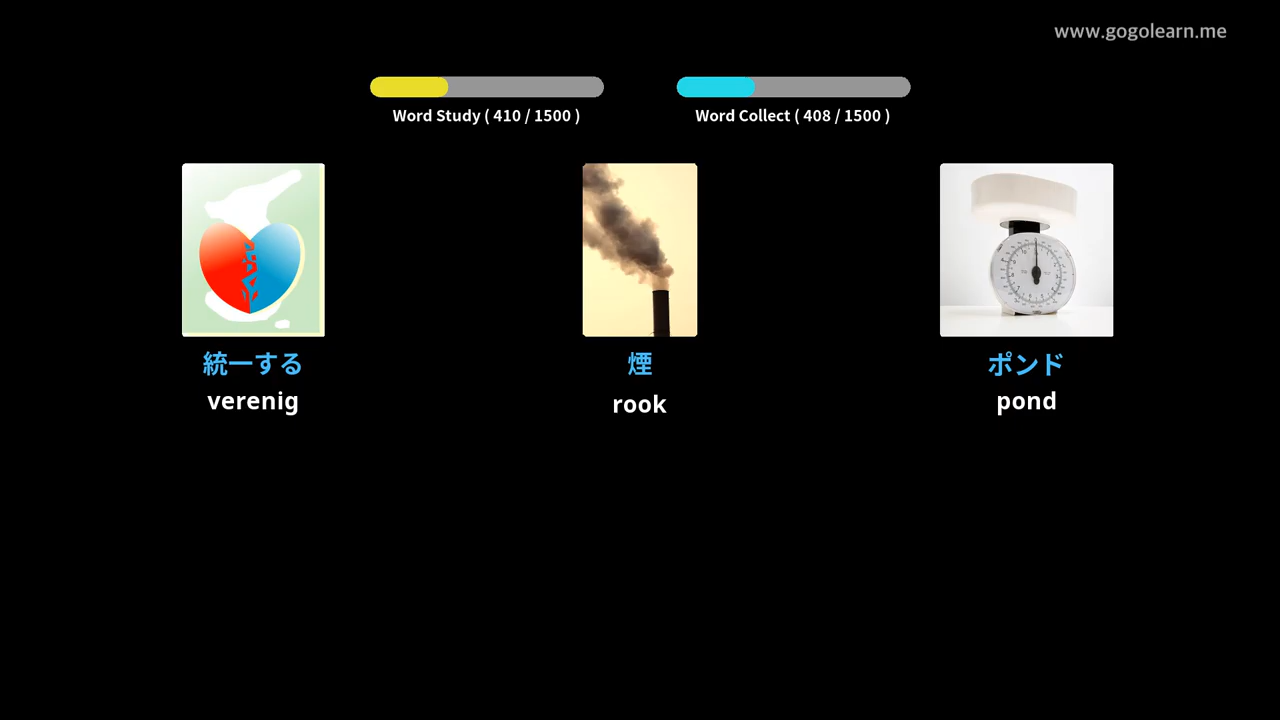 www.gogolearn.me
Word Study ( 410 / 1500 )
Word Collect ( 408 / 1500 )
統一する
煙
ポンド
verenig
rook
pond